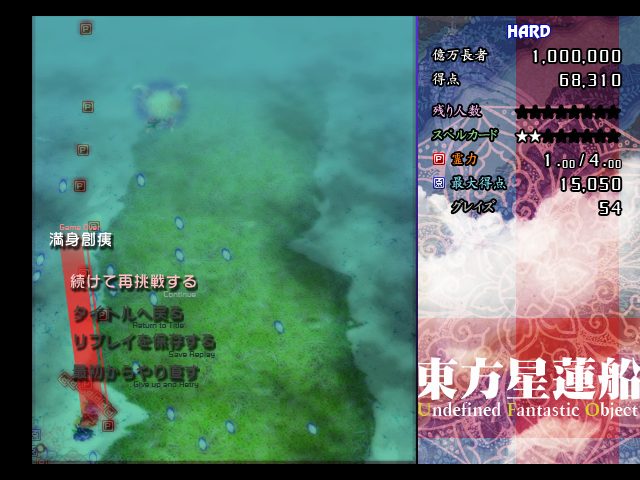 HARD
億万長者 1,000,000
得点 68,310
残り人数
スペルカード
P 霊力 1.00/4.00
最大得点 15,050
グレイズ 54
Game Over
満身創痍
続けて再挑戦する
Continue
タイトルへ戻る
Return to Title
リプレイを保存する
Save Replay
最初からやり直す
Give up and Retry
東方星蓮船
Undefined Fantastic Object